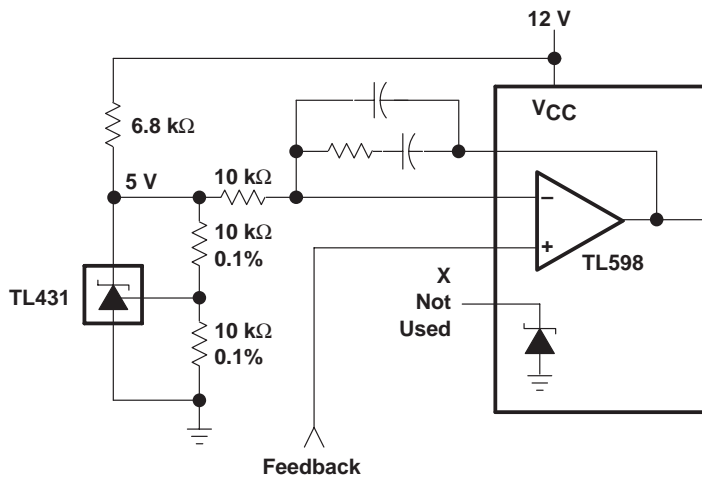 12 V
VCC
6.8 kΩ
5 V
10 kΩ
10 kΩ
0.1%
TL431
10 kΩ
0.1%
−
+
TL598
X
Not
Used
Feedback